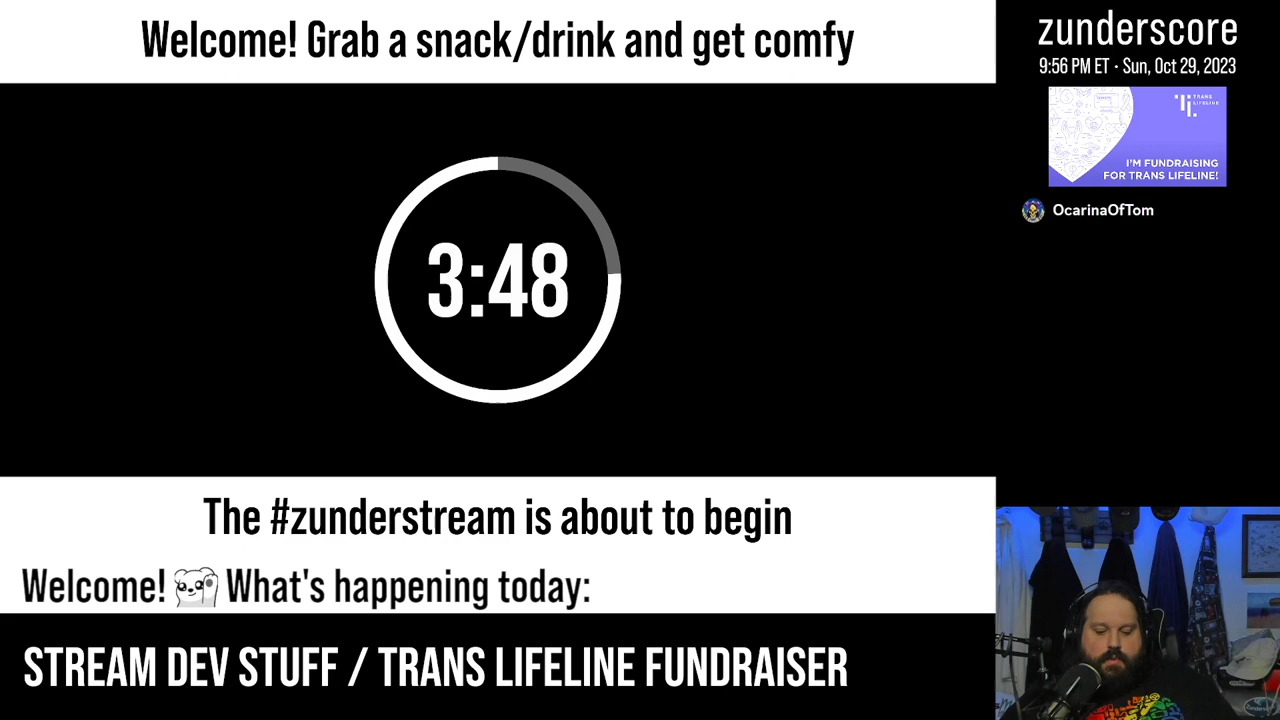 Welcome! Grab a snack/drink and get comfy
zunderscore
9:56 PM ET · Sun, Oct 29, 2023
TRANS
LIFELINE
I'M FUNDRAISING
FOR TRANS LIFELINE!
OcarinaOfTom
3:48
The #zunderstream is about to begin
Welcome! What's happening today:
STREAM DEV STUFF / TRANS LIFELINE FUNDRAISER